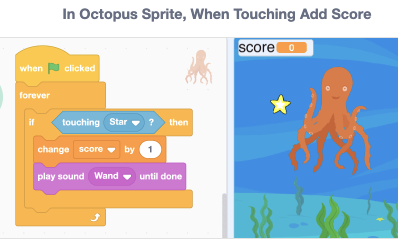 In Octopus Sprite, When Touching Add Score
score 0
when clicked
forever
if touching Star ? then
change score by 1
play sound Wand until done